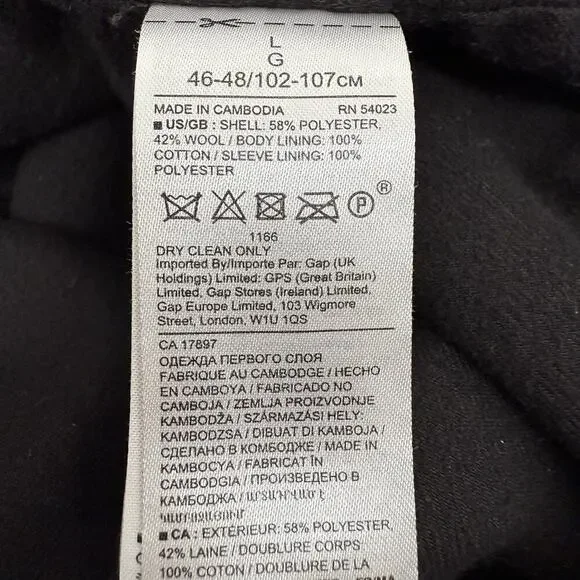 L
G
46-48/102-107CM
MADE IN CAMBODIA RN 54023
■ US/GB : SHELL: 58% POLYESTER,
42% WOOL / BODY LINING: 100%
COTTON / SLEEVE LINING: 100%
POLYESTER
P ®
1166
DRY CLEAN ONLY
Imported By/Importe Par: Gap (UK
Holdings) Limited: GPS (Great Britain)
Limited, Gap Stores (Ireland) Limited,
Gap Europe Limited, 103 Wigmore
Street, London, W1U 1QS
CA 17897
ОДЕЖДА ПЕРВОГО СЛОЯ
FABRIQUE AU CAMBODGE / HECHO
EN CAMBOYA / FABRICADO NO
CAMBOJA / ZEMLJA PROIZVODNJE
KAMBODŽA / SZÁRMAZÁSI HELY:
KAMBODZSA / DIBUAT DI KAMBOJA /
СДЕЛАНО В КОМБОДЖЕ / MADE IN
KAMBOCYA / FABRICAT ÎN
CAMBODGIA / ПРОИЗВЕДЕНО В
КАМБОДЖА / ԱՐՏԱԴՐՎԱԾ Է
ԿԱՄԲՈՋԱՅՈՒՄ
■ CA : EXTÉRIEUR: 58% POLYESTER,
42% LAINE / DOUBLURE CORPS
100% COTON / DOUBLURE DE LA